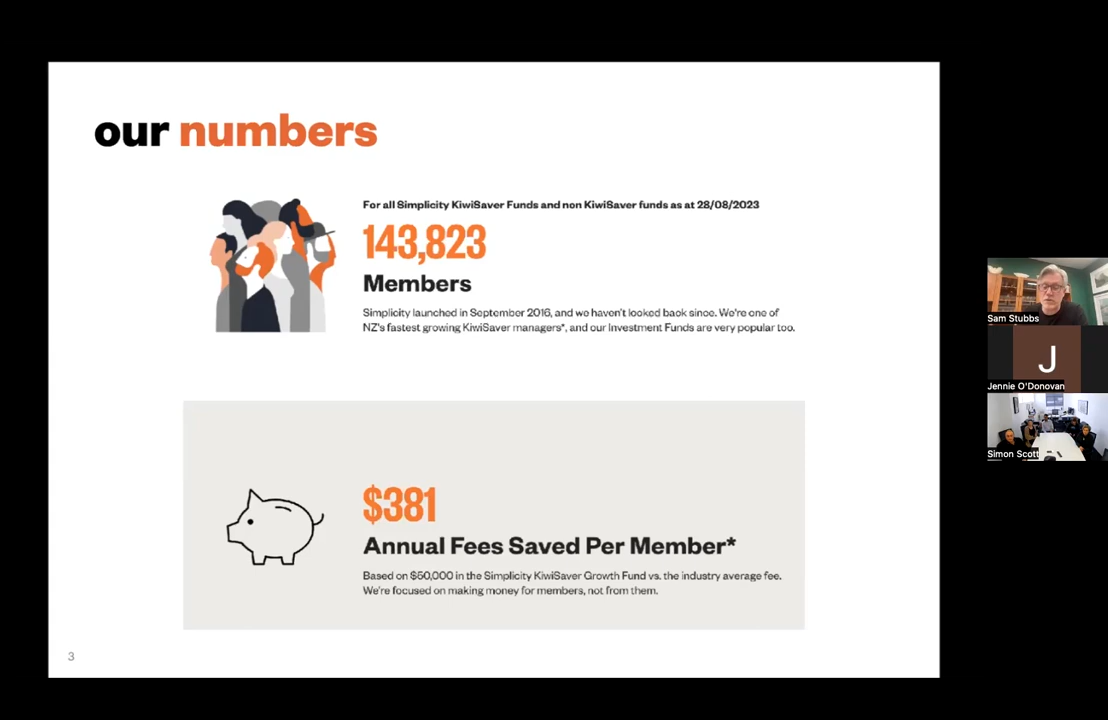 our numbers
For all Simplicity KiwiSaver Funds and non KiwiSaver funds as at 28/08/2023
143,823
Members
Simplicity launched in September 2016, and we haven't looked back since. We're one of
NZ's fastest growing KiwiSaver managers*, and our Investment Funds are very popular too.
$381
Annual Fees Saved Per Member*
Based on $50,000 in the Simplicity KiwiSaver Growth Fund vs. the industry average fee.
We're focused on making money for members, not from them.
3
Sam Stubbs
J
Jennie O'Donovan
Simon Scott